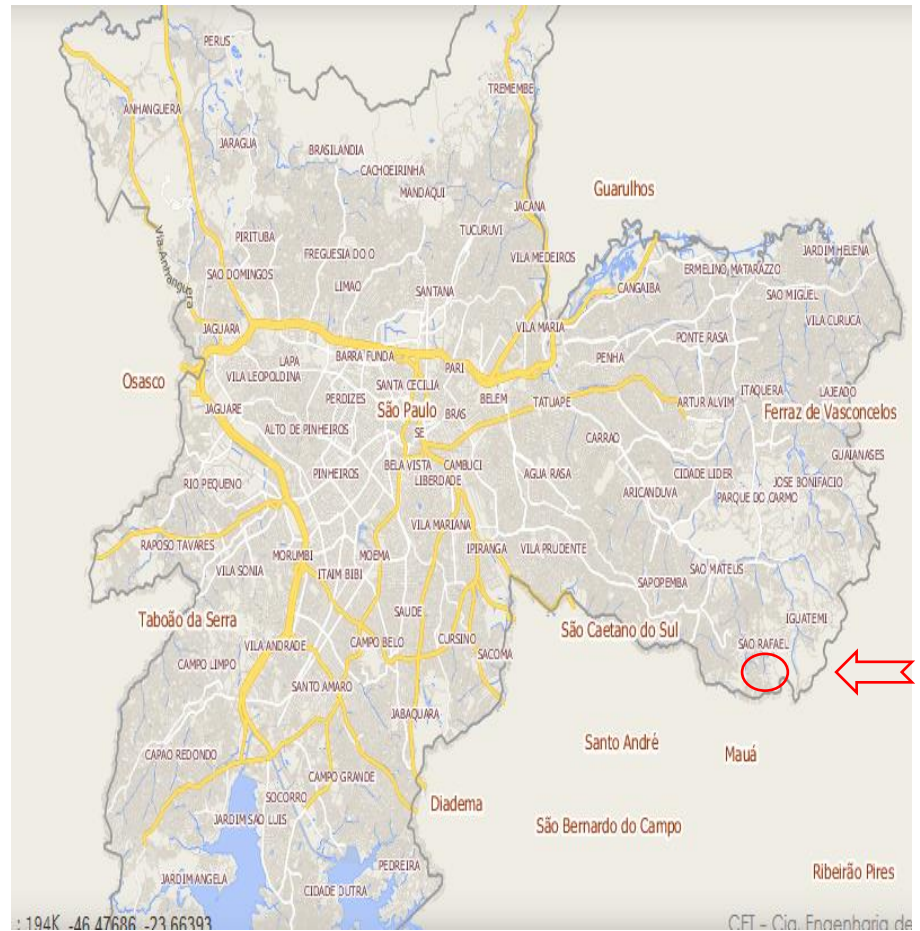 PERUS
TREMEMBE
ANHANGUERA
JARAGUA
BRASILANDIA
CACHOEIRINHA
MANDAQUI
Guarulhos
JACANA
TUCURUVI
PIRITUBA
Via Anhanguera
FREGUESIA DO O
VILA MEDEIROS
JARDIM HELENA
ERMELINO MATARAZZO
SAO DOMINGOS
LIMAO
SANTANA
CANGAIBA
SAO MIGUEL
VILA CURUCA
JAGUARA
VILA MARIA
PONTE RASA
LAPA
BARRA FUNDA
PARI
PENHA
Osasco
VILA LEOPOLDINA
SANTA CECILIA
PERDIZES
BELEM
TATUAPE
ITAQUERA
LAJEADO
JAGUARE
São Paulo
BRAS
ARTUR ALVIM
Ferraz de Vasconcelos
ALTO DE PINHEIROS
SE
CARRAO
GUAIANASES
RIO PEQUENO
PINHEIROS
BELA VISTA
CAMBUCI
LIBERDADE
AGUA RASA
CIDADE LIDER
JOSE BONIFACIO
ARICANDUVA
PARQUE DO CARMO
VILA MARIANA
RAPOSO TAVARES
MORUMBI
MOEMA
IPIRANGA
VILA PRUDENTE
VILA SONIA
ITAIM BIBI
SAO MATEUS
SAPOPEMBA
Taboão da Serra
SAUDE
São Caetano do Sul
IGUATEMI
VILA ANDRADE
CAMPO BELO
CURSINO
SACOMA
SAO RAFAEL
CAMPO LIMPO
SANTO AMARO
JABAQUARA
Santo André
Mauá
CAPAO REDONDO
CAMPO GRANDE
SOCORRO
Diadema
JARDIM SAO LUIS
São Bernardo do Campo
PEDREIRA
JARDIM ANGELA
CIDADE DUTRA
Ribeirão Pires
: 194K -46.47686 -23.66393
Cia. Engenharia de